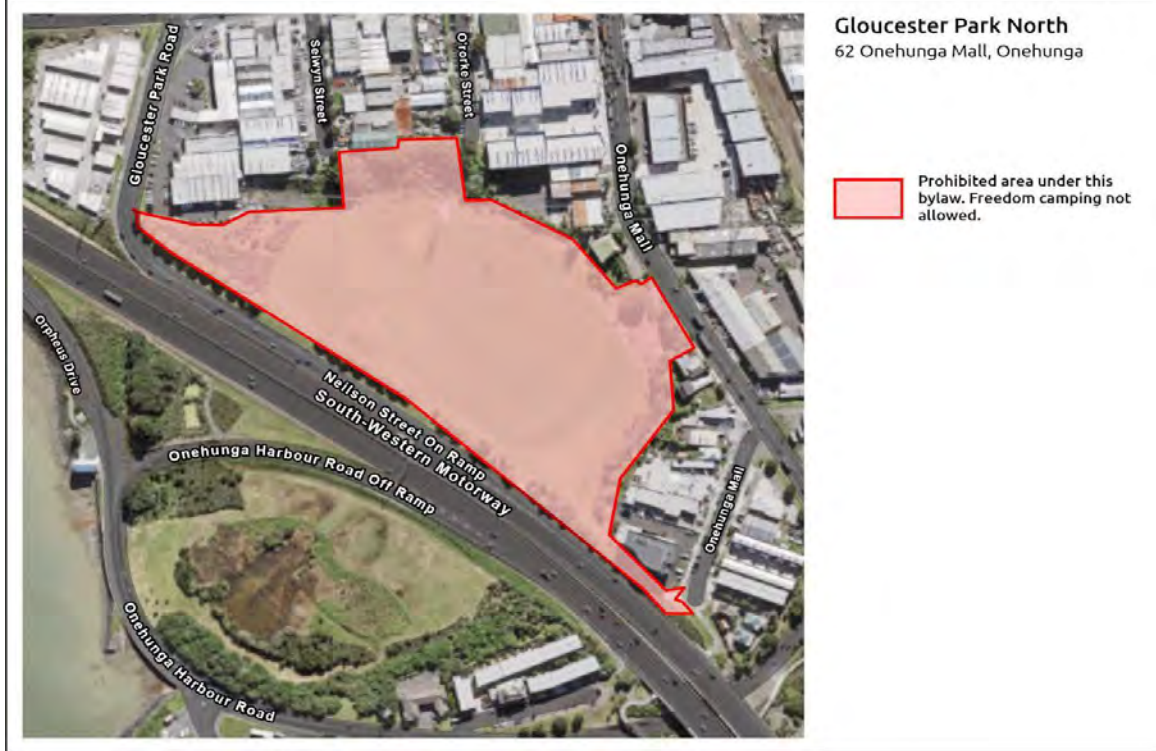 Gloucester Park North
62 Onehunga Mall, Onehunga
Prohibited area under this
bylaw. Freedom camping not
allowed.
Gloucester Park Road
Selwyn Street
O'rorke Street
Onehunga Mall
Orpheus Drive
Neilson Street On Ramp
South-Western Motorway
Onehunga Harbour Road Off Ramp
Onehunga Mall
Onehunga Harbour Road